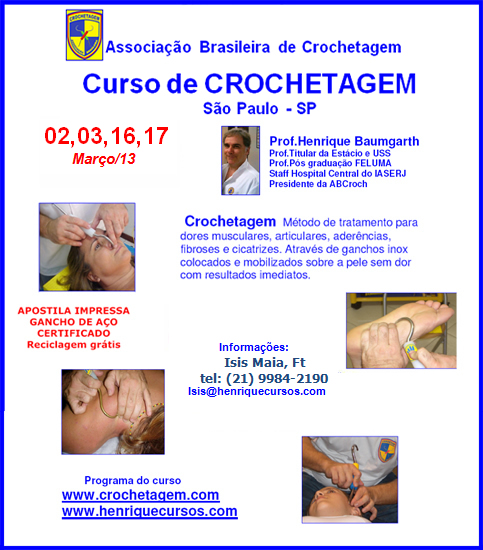 Associação Brasileira de Crochetagem
Curso de CROCHETAGEM
São Paulo - SP
02,03,16,17
Março/13
Prof.Henrique Baumgarth
Prof.Titular da Estácio e USS
Prof.Pós graduação FELUMA
Staff Hospital Central do IASERJ
Presidente da ABCroch
Crochetagem Método de tratamento para
dores musculares, articulares, aderências,
fibroses e cicatrizes. Através de ganchos inox
colocados e mobilizados sobre a pele sem dor
com resultados imediatos.
APOSTILA IMPRESSA
GANCHO DE AÇO
CERTIFICADO
Reciclagem grátis
Informações:
Isis Maia, Ft
tel: (21) 9984-2190
Isis@henriquecursos.com
Programa do curso
www.crochetagem.com
www.henriquecursos.com